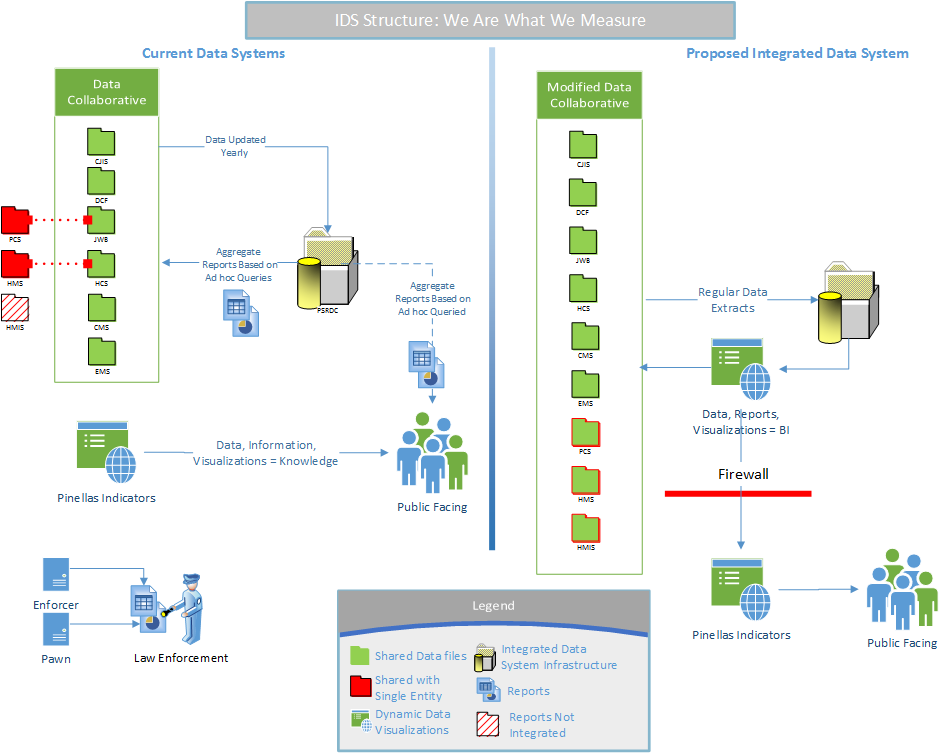 IDS Structure: We Are What We Measure
Current Data Systems
Data
Collaborative
CJIS
DCF
JWB
HCS
CMS
EMS
PCS
HMS
HMIS
Data Updated
Yearly
Aggregate
Reports Based on
Ad hoc Queries
PSRDC
Aggregate
Reports Based on
Ad hoc Queried
Pinellas Indicators
Data, Information,
Visualizations = Knowledge
Public Facing
Enforcer
Pawn
Law Enforcement
Proposed Integrated Data System
Modified Data
Collaborative
CJIS
DCF
JWB
HCS
CMS
EMS
PCS
HMS
HMIS
Regular Data
Extracts
Data, Reports,
Visualizations = BI
Firewall
Pinellas Indicators
Public Facing
Legend
Shared Data files
Shared with
Single Entity
Dynamic Data
Visualizations
Integrated Data
System Infrastructure
Reports
Reports Not
Integrated